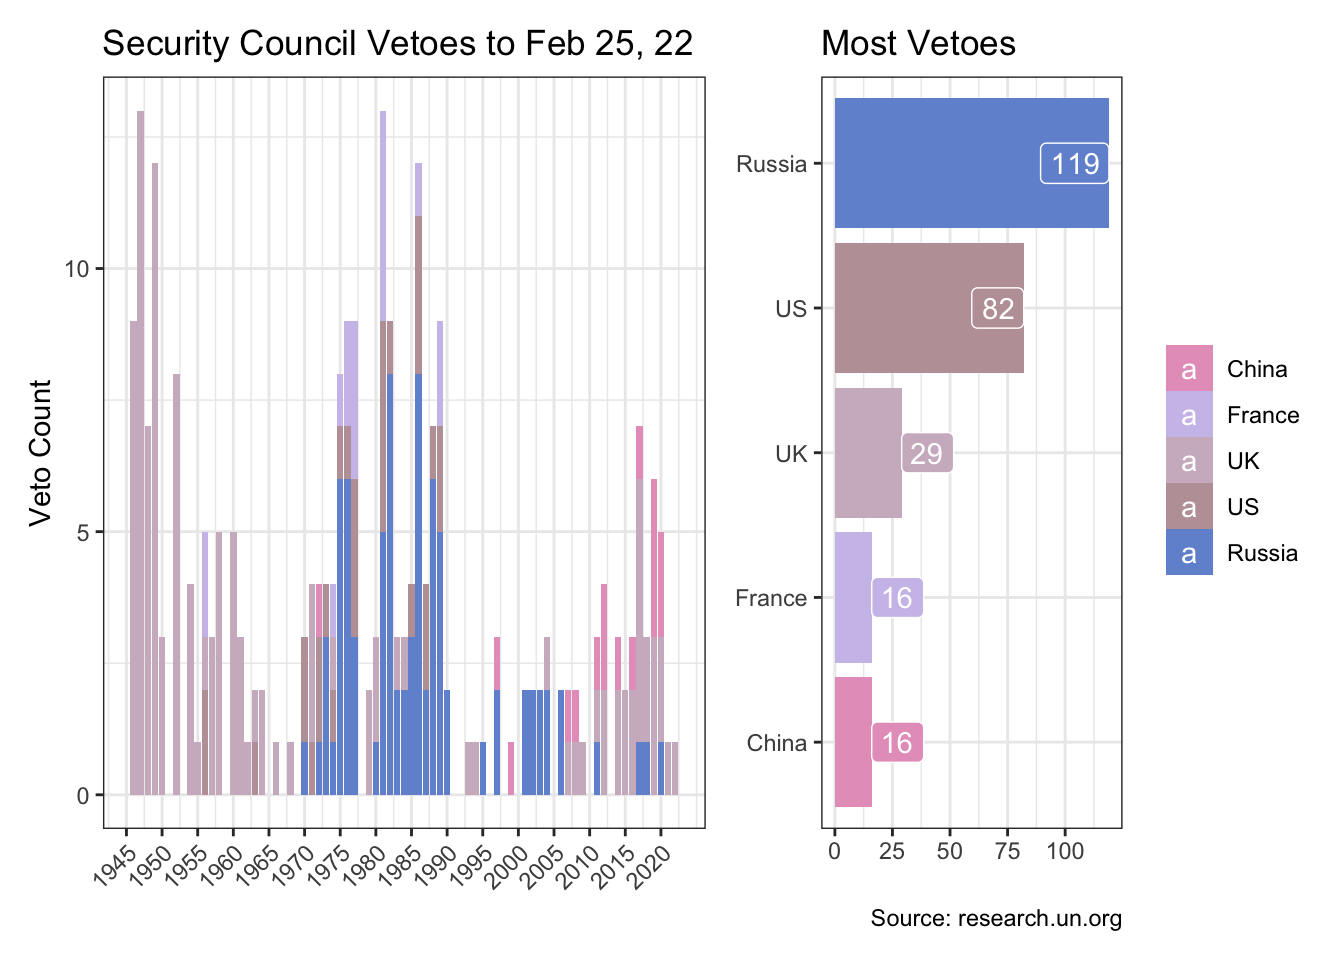 Security Council Vetoes to Feb 25, 22
Veto Count
10
5
0
1945 1950 1955 1960 1965 1970 1975 1980 1985 1990 1995 2000 2005 2010 2015 2020
Most Vetoes
Russia 119
US 82
UK 29
France 16
China 16
0 25 50 75 100
a China
a France
a UK
a US
a Russia
Source: research.un.org